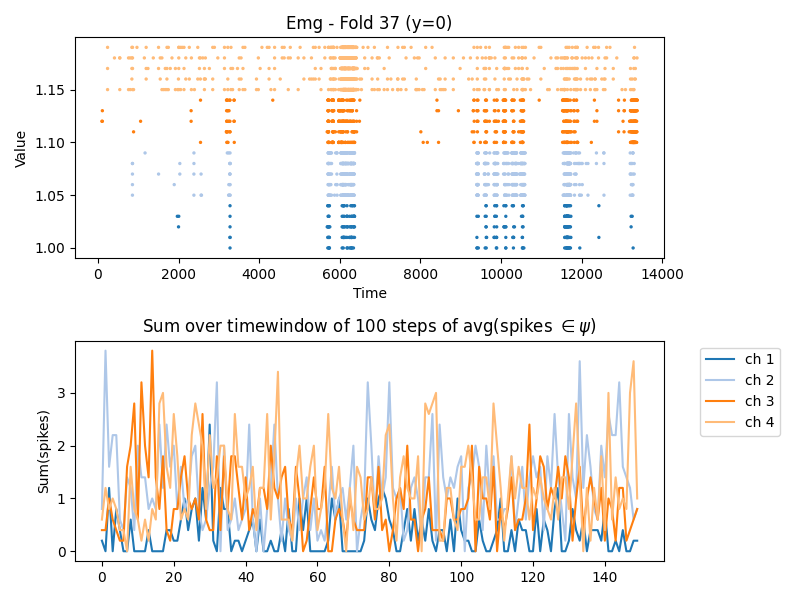 Emg - Fold 37 (y=0)
Value
1.15
1.10
1.05
1.00
0 2000 4000 6000 8000 10000 12000 14000
Time
Sum over timewindow of 100 steps of avg(spikes ∈ψ)
Sum(spikes)
3
2
1
0
0 20 40 60 80 100 120 140
ch 1
ch 2
ch 3
ch 4